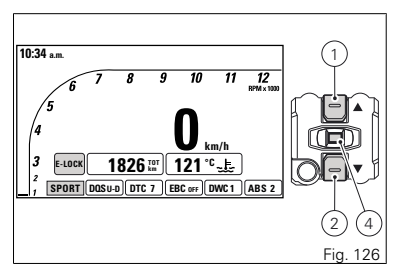 10:34 a.m.
6 7 8 9 10 11 12
RPM x 1000
5
4
3
2
1
0 km/h
E-LOCK 1826 TOT km 121 °C
SPORT DQS U-D DTC 7 EBC OFF DWC 1 ABS 2
1
2 4
Fig. 126